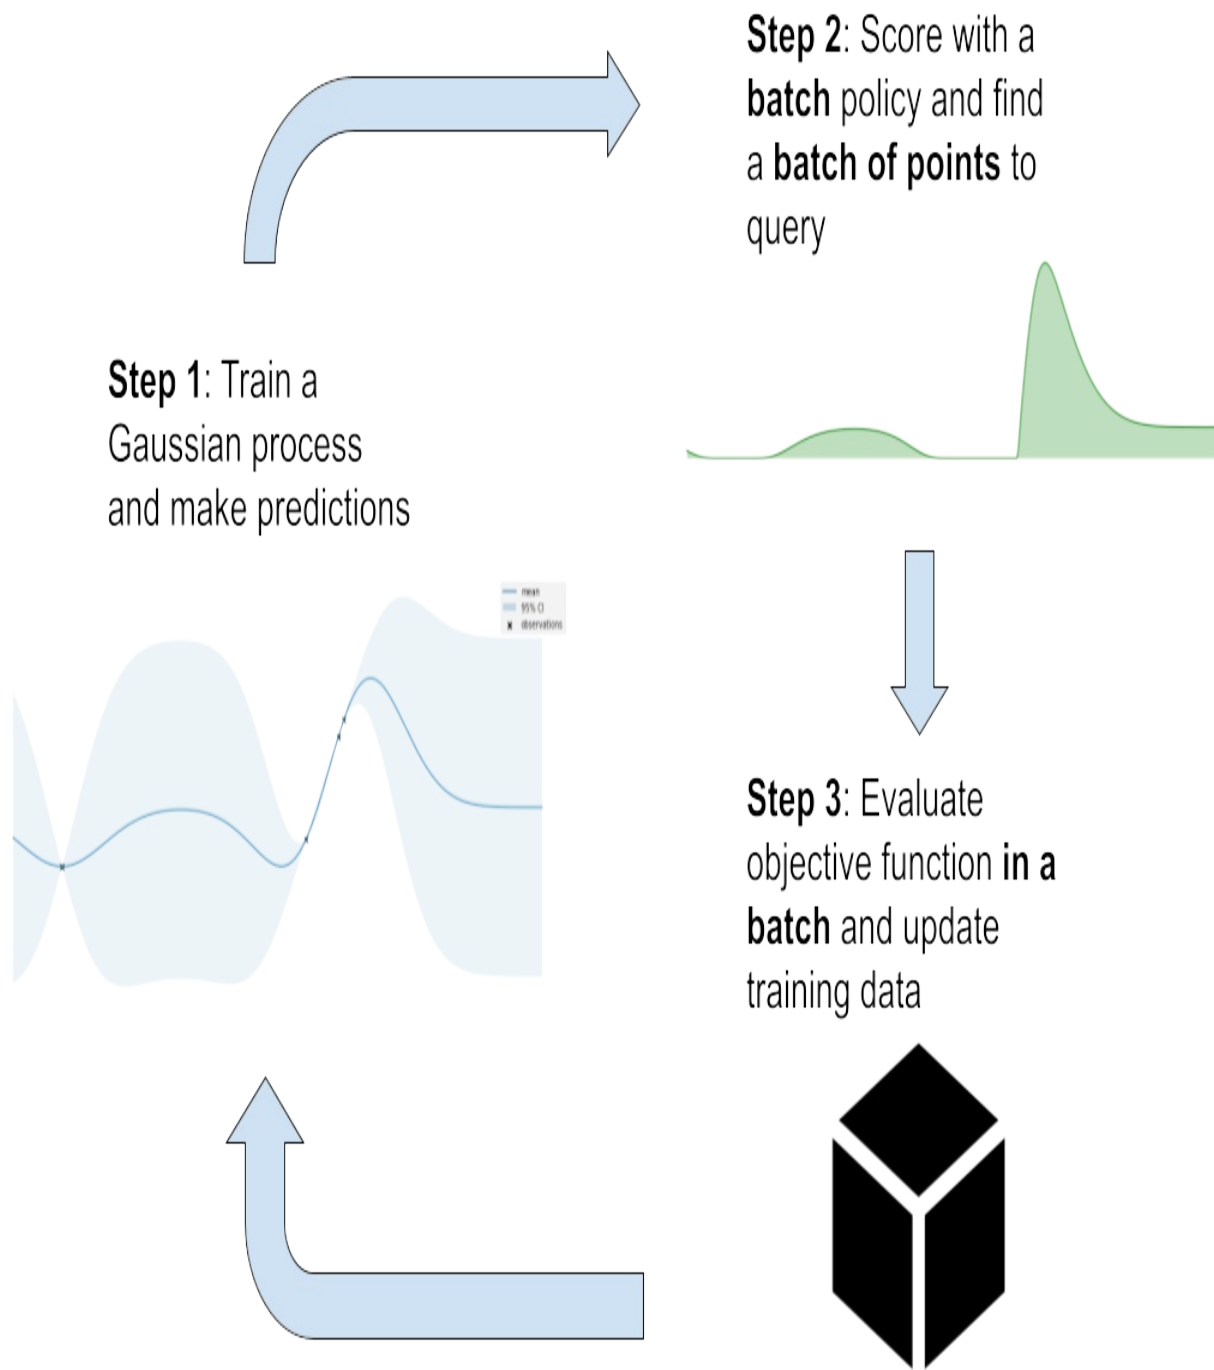 Step 1: Train a
Gaussian process
and make predictions
mean
95% CI
observations
Step 2: Score with a
batch policy and find
a batch of points to
query
Step 3: Evaluate
objective function in a
batch and update
training data